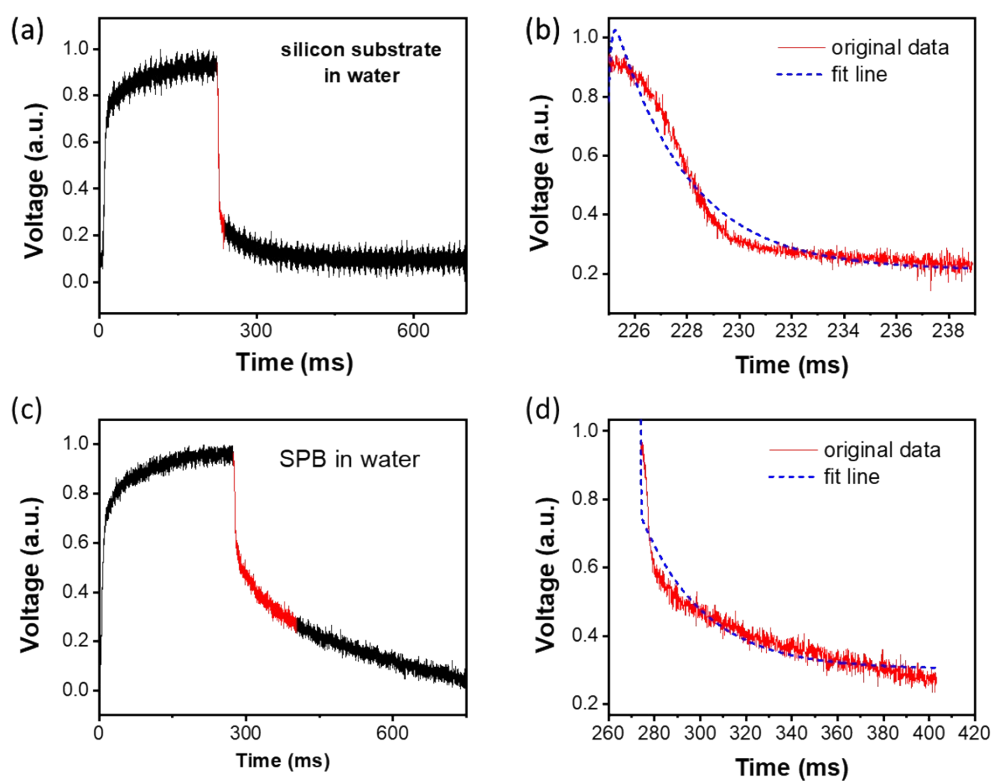 (a)
silicon substrate
in water
Voltage (a.u.)
1.0
0.8
0.6
0.4
0.2
0.0
0 300 600
Time (ms)
(b)
original data
fit line
Voltage (a.u.)
1.0
0.8
0.6
0.4
0.2
226 228 230 232 234 236 238
Time (ms)
(c)
SPB in water
Voltage (a.u.)
1.0
0.8
0.6
0.4
0.2
0.0
0 300 600
Time (ms)
(d)
original data
fit line
Voltage (a.u.)
1.0
0.8
0.6
0.4
0.2
260 280 300 320 340 360 380 400 420
Time (ms)